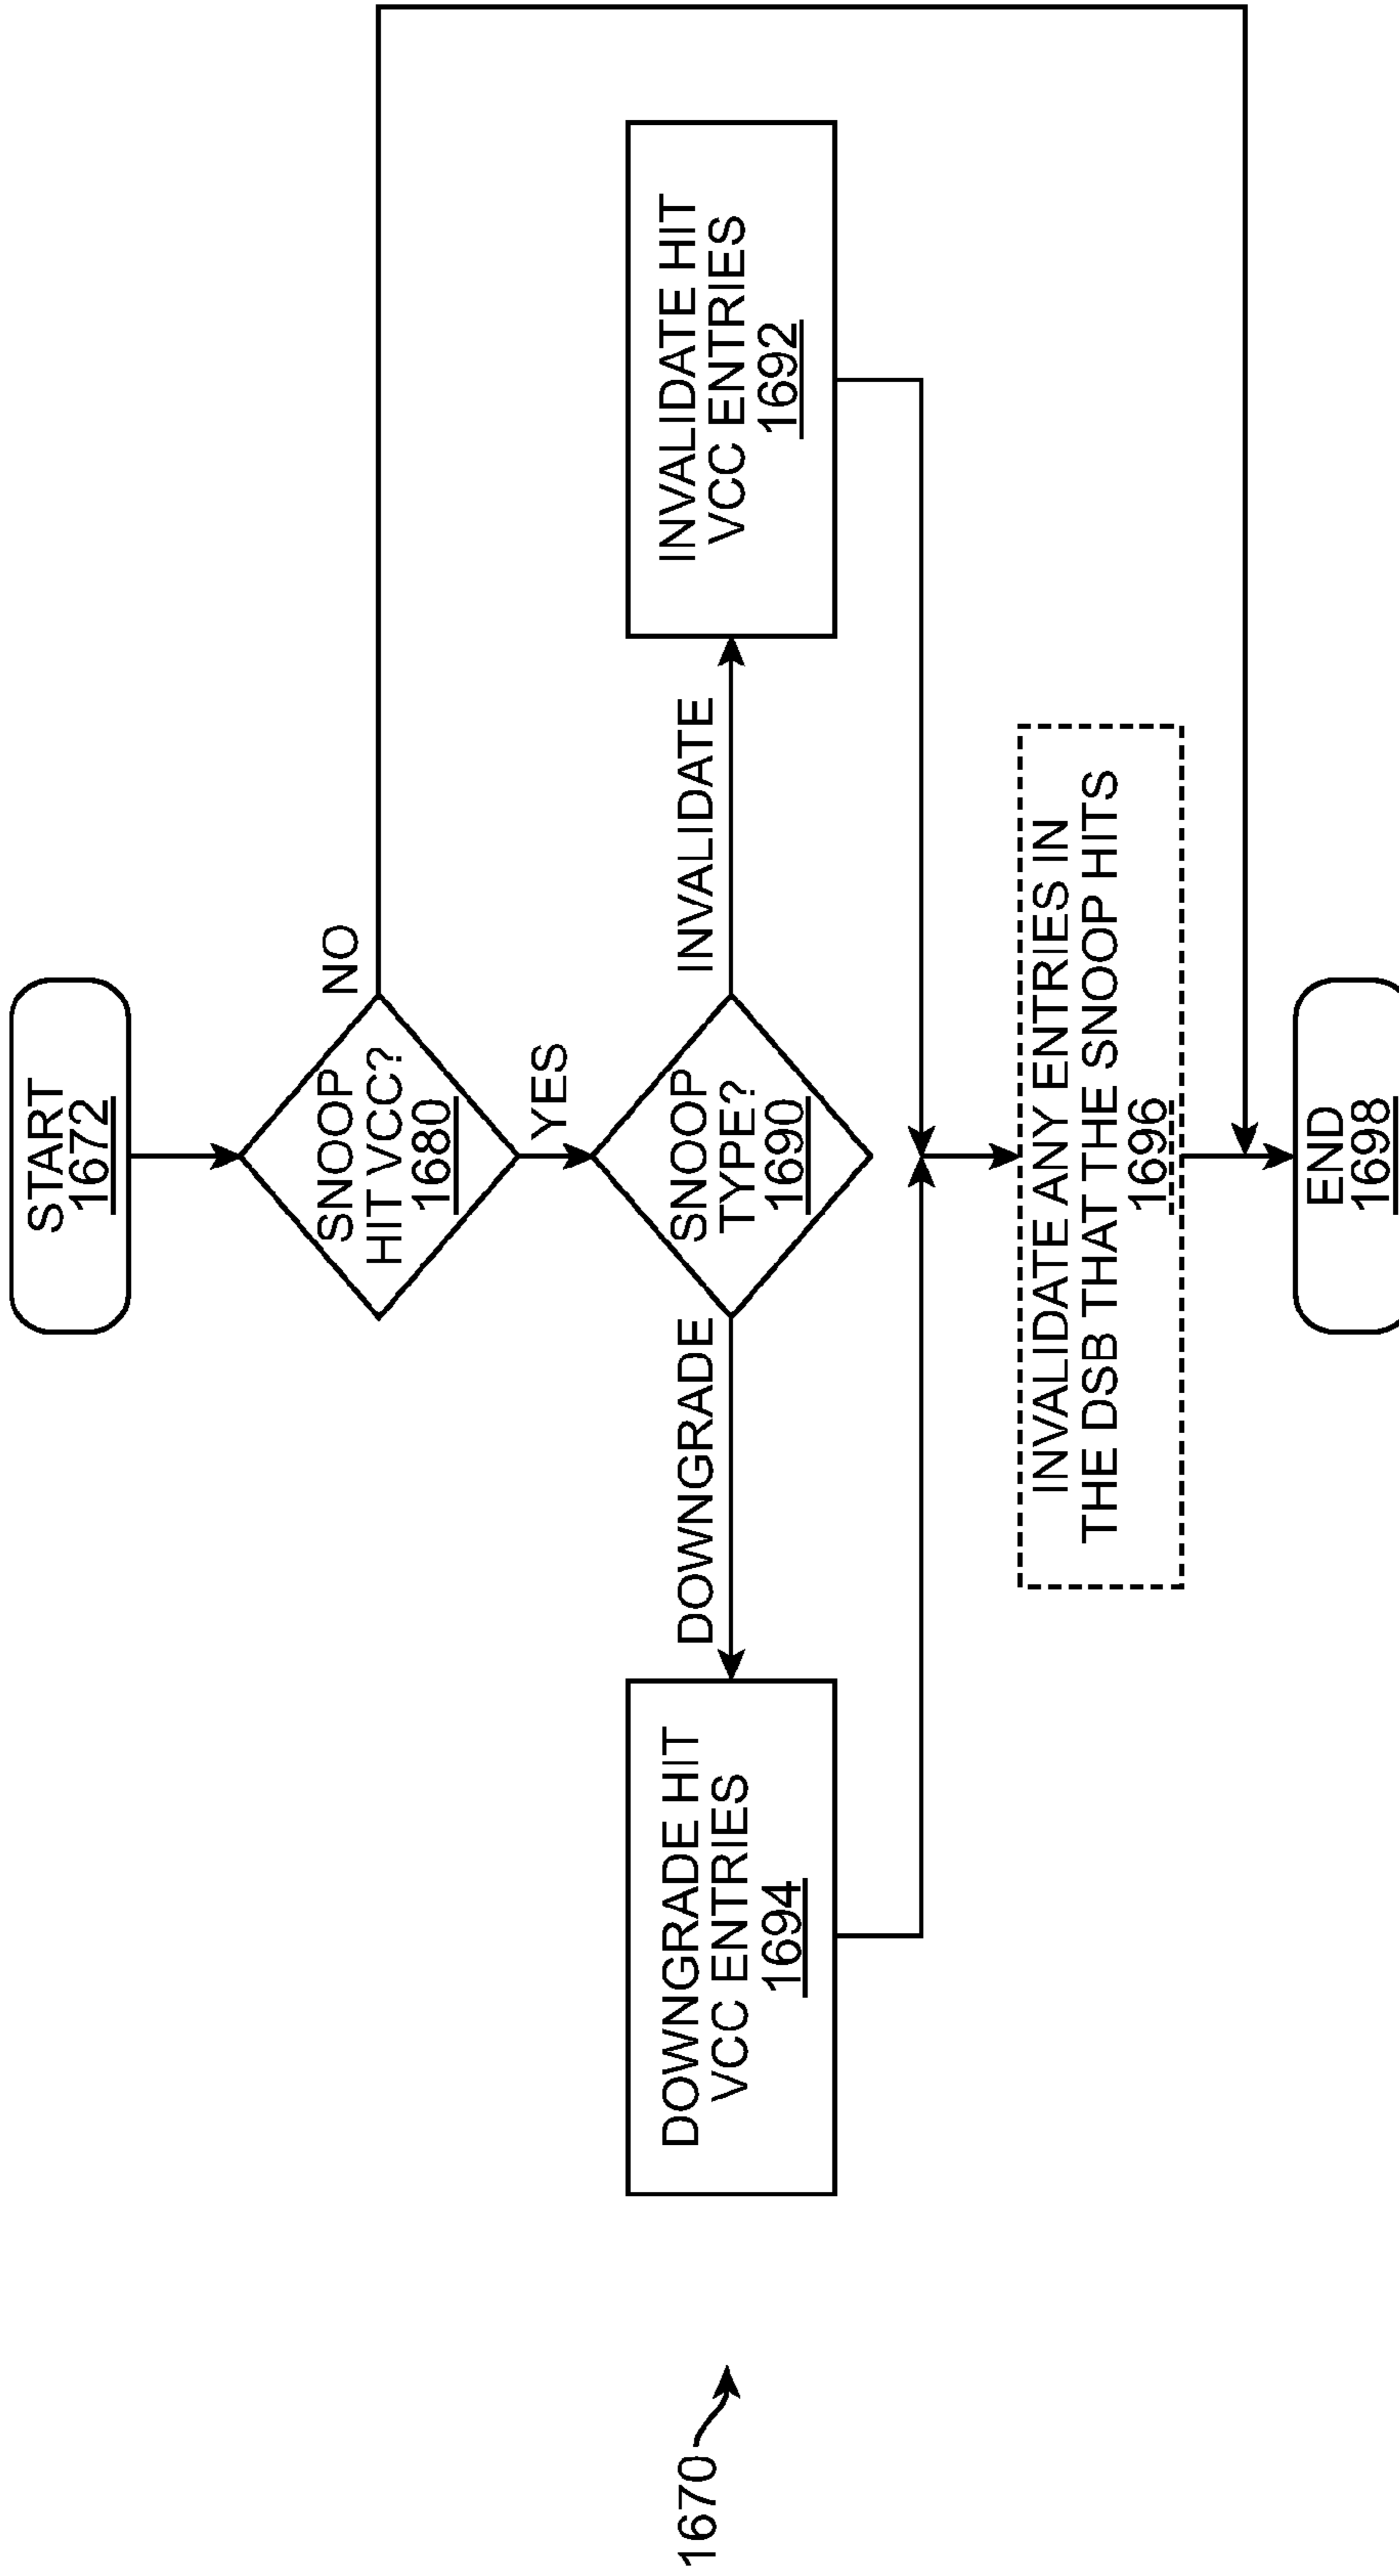 START
1672
SNOOP
HIT VCC?
1680
NO
YES
SNOOP
TYPE?
1690
DOWNGRADE
INVALIDATE
DOWNGRADE HIT
VCC ENTRIES
1694
INVALIDATE HIT
VCC ENTRIES
1692
1670
INVALIDATE ANY ENTRIES IN
THE DSB THAT THE SNOOP HITS
1696
END
1698